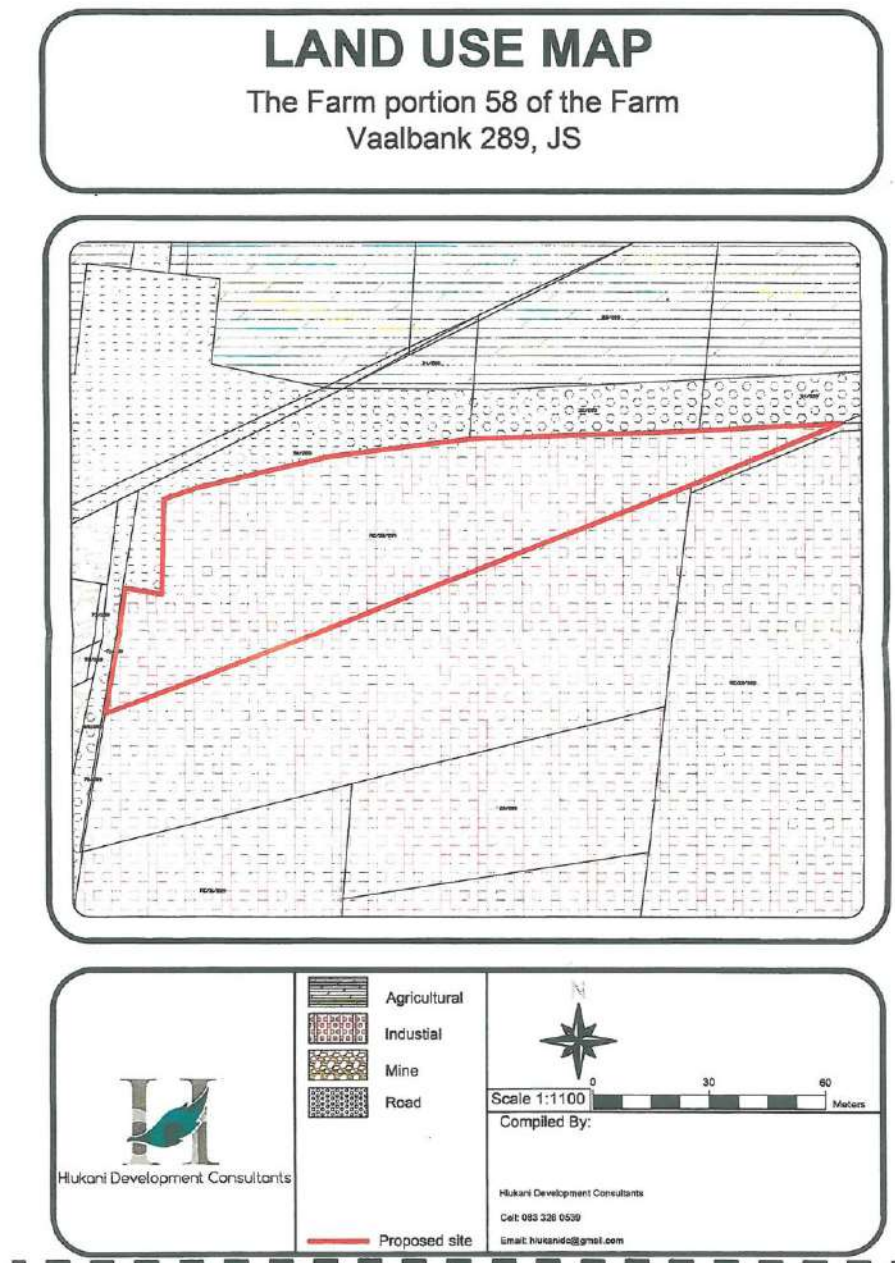 LAND USE MAP
The Farm portion 58 of the Farm
Vaalbank 289, JS
Agricultural
Industial
Mine
Road
Proposed site
H
Hlukani Development Consultants
N
0 30 60
Scale 1:1100
Meters
Compiled By:
Hlukani Development Consultants
Cell: 083 326 0539
Email: hlukanidc@gmail.com